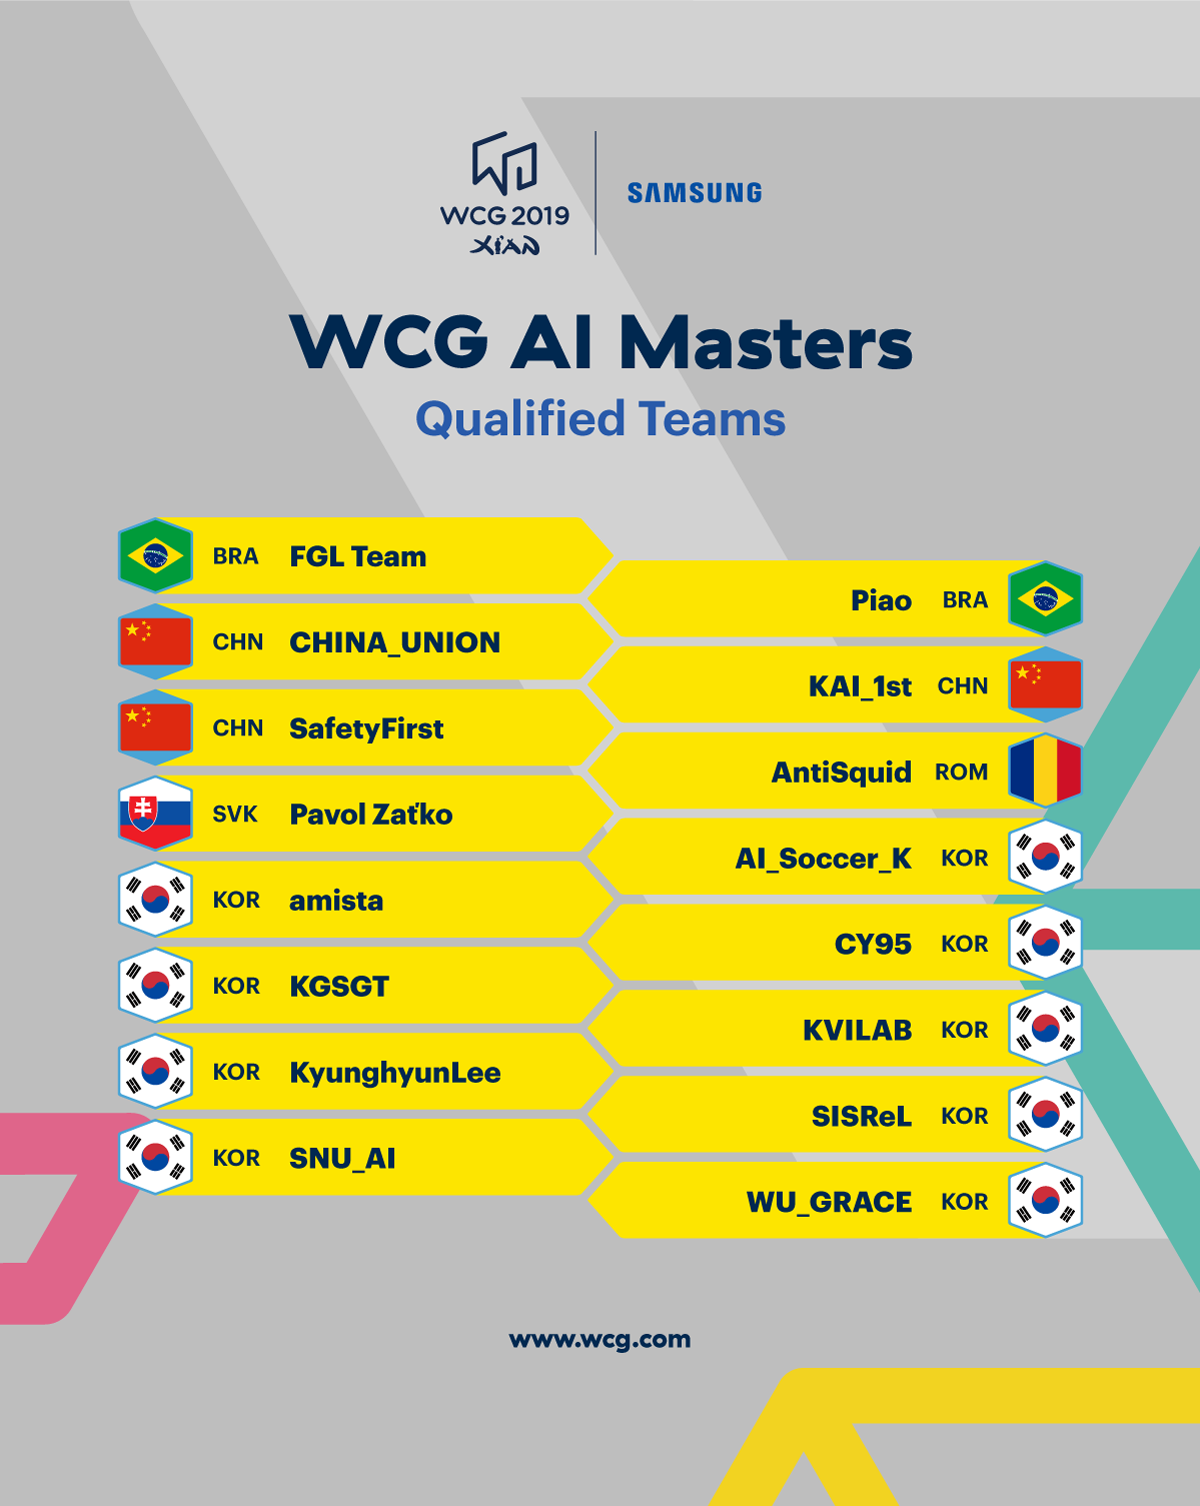 WCG 2019
XI'AN
SAMSUNG
WCG AI Masters
Qualified Teams
BRA FGL Team
Piao BRA
CHN CHINA_UNION
KAI_1st CHN
CHN SafetyFirst
AntiSquid ROM
SVK Pavol Zaťko
AI_Soccer_K KOR
KOR amista
CY95 KOR
KOR KGSGT
KVILAB KOR
KOR KyunghyunLee
SISReL KOR
KOR SNU_AI
WU_GRACE KOR
www.wcg.com